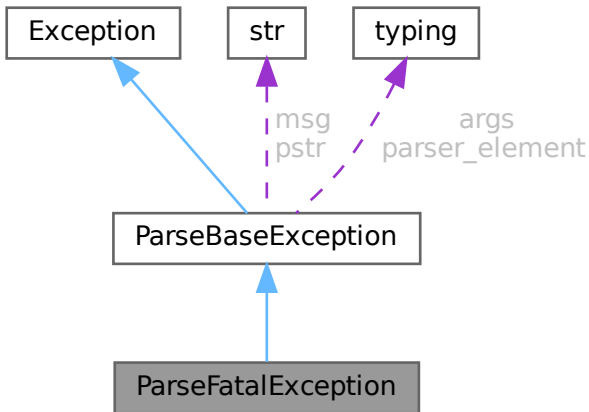 Exception
str
typing
msg
pstr
args
parser_element
ParseBaseException
ParseFatalException